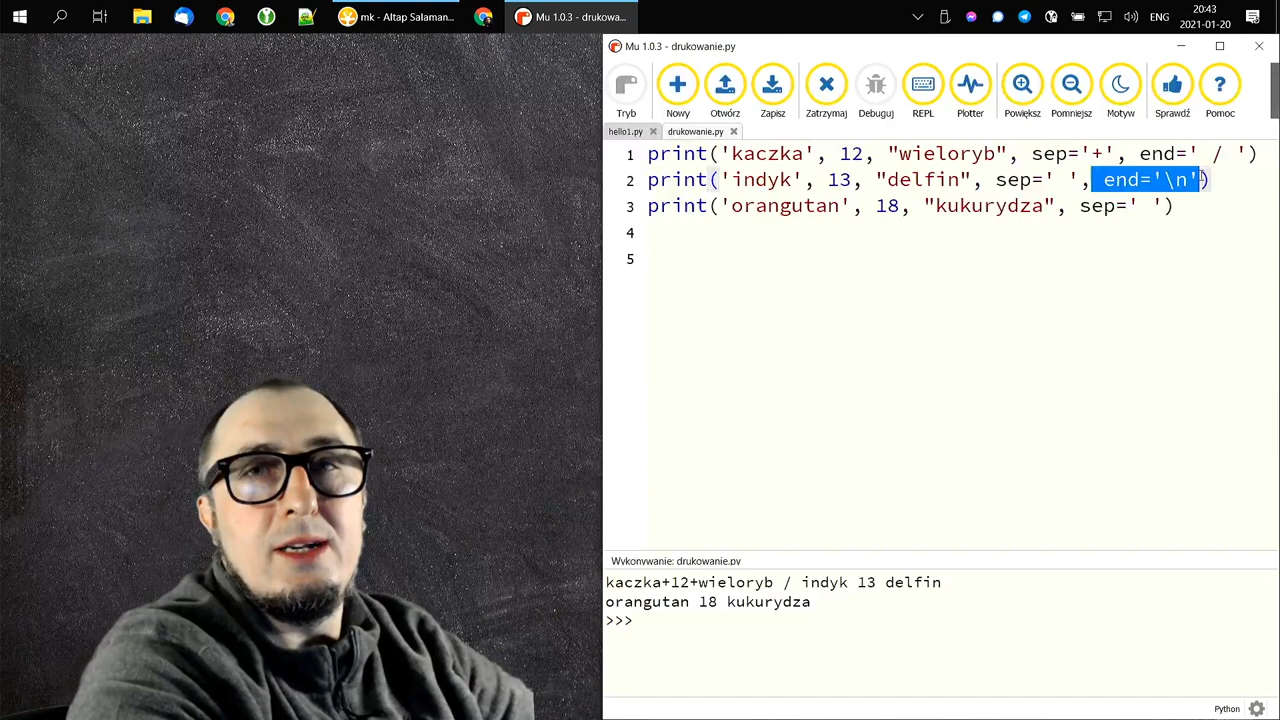 mk - Altap Salaman...
Mu 1.0.3 - drukowa...
ENG
20:43
2021-01-20
Mu 1.0.3 - drukowanie.py
Tryb
Nowy
Otwórz
Zapisz
Zatrzymaj
Debuguj
REPL
Plotter
Powiększ
Pomniejsz
Motyw
Sprawdź
Pomoc
hello1.py
drukowanie.py
1 print('kaczka', 12, "wieloryb", sep='+', end=' / ')
2 print('indyk', 13, "delfin", sep=' ', end='\n')
3 print('orangutan', 18, "kukurydza", sep=' ')
4
5
Wykonywanie: drukowanie.py
kaczka+12+wieloryb / indyk 13 delfin
orangutan 18 kukurydza
>>>
Python